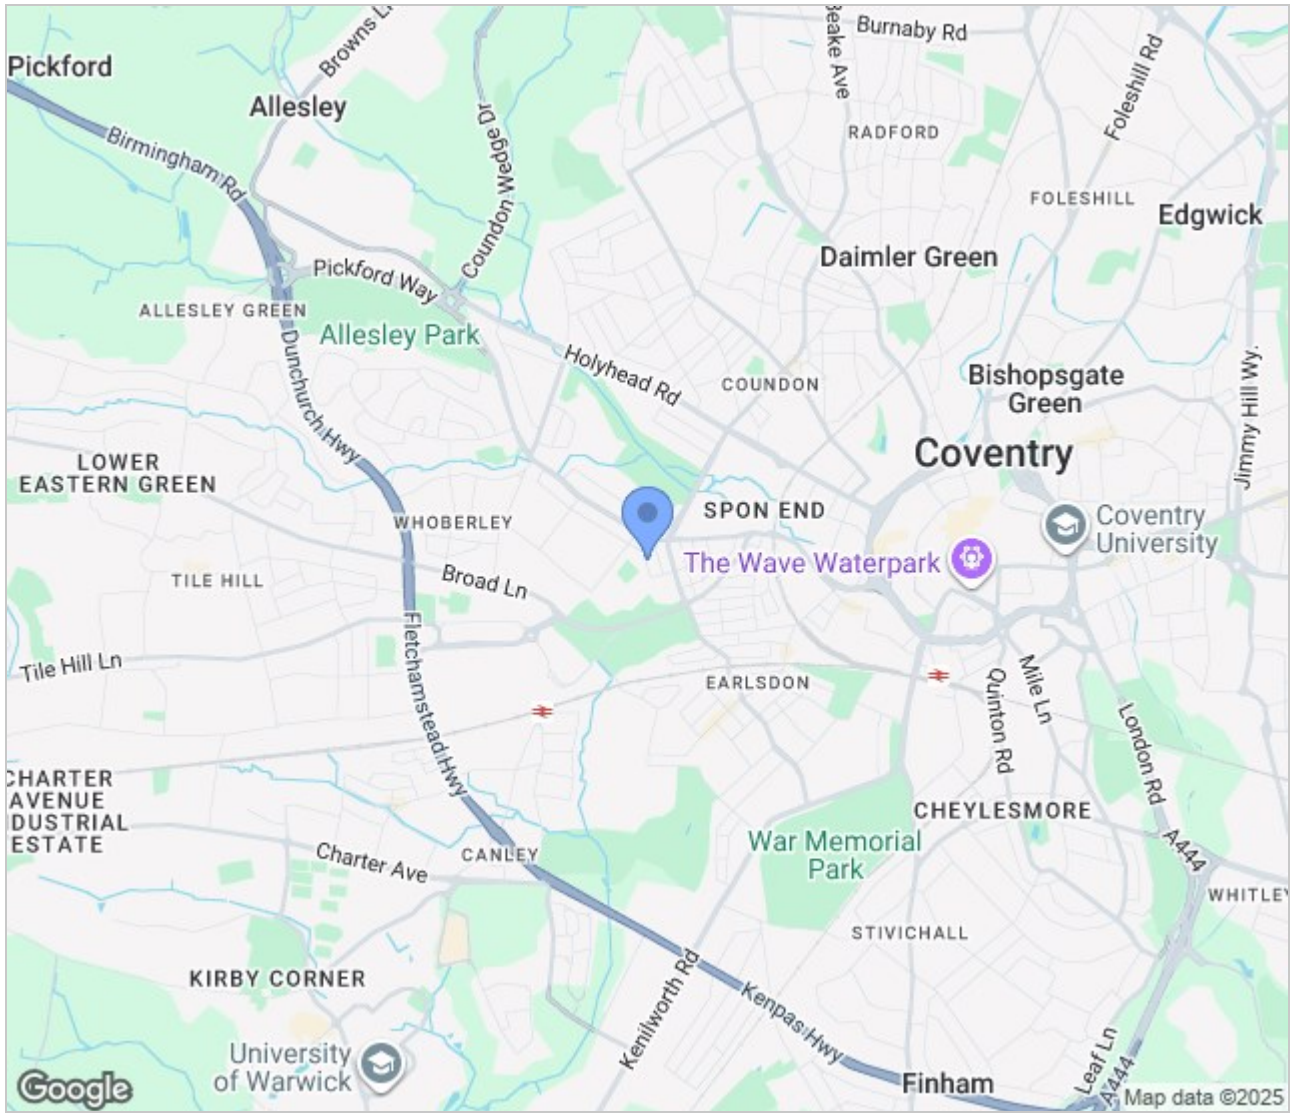 Browns Ln
Beake Ave
Burnaby Rd
Foleshill Rd
Pickford
Allesley
Birmingham Rd
Coundon Wedge Dr
RADFORD
FOLESHILL
Edgwick
Daimler Green
Pickford Way
ALLESLEY GREEN
Allesley Park
Dunchurch Hwy
Holyhead Rd
COUNDON
Bishopsgate
Green
Jimmy Hill Wy.
Coventry
LOWER
EASTERN GREEN
WHOBERLEY
SPON END
Coventry
University
The Wave Waterpark
TILE HILL
Broad Ln
Fletchamstead Hwy
Tile Hill Ln
EARLSDON
Quinton Rd
Mile Ln
London Rd
CHARTER
AVENUE
DUSTRIAL
ESTATE
CHEYLESMORE
War Memorial
Park
A444
Charter Ave
CANLEY
WHITLEY
STIVICHALL
KIRBY CORNER
Kenilworth Rd
Kenpas Hwy
University
of Warwick
Leaf Ln
A444
Finham
Google
Map data ©2025